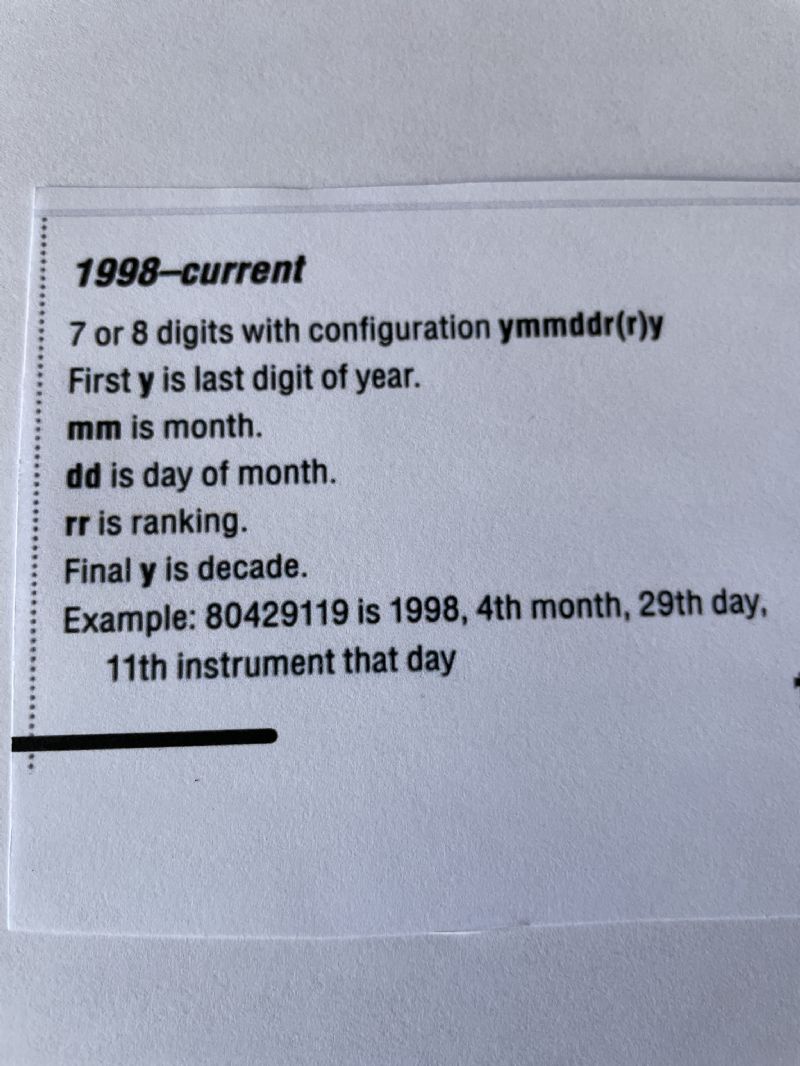 1998–current
7 or 8 digits with configuration ymmddr(r)y
First y is last digit of year.
mm is month.
dd is day of month.
rr is ranking.
Final y is decade.
Example: 80429119 is 1998, 4th month, 29th day,
11th instrument that day